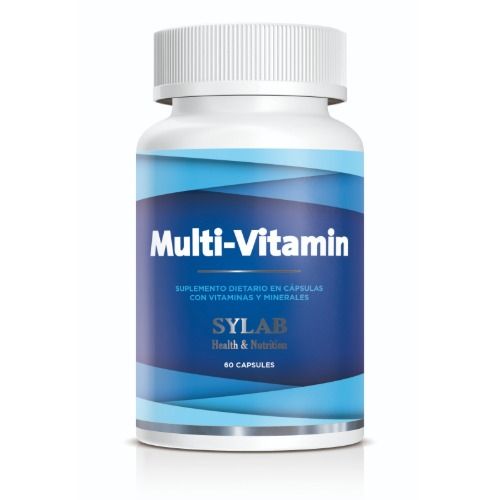 Multi-Vitamin
SUPLEMENTO DIETARIO EN CÁPSULAS
CON VITAMINAS Y MINERALES
SYLAB
Health & Nutrition
60 CAPSULES